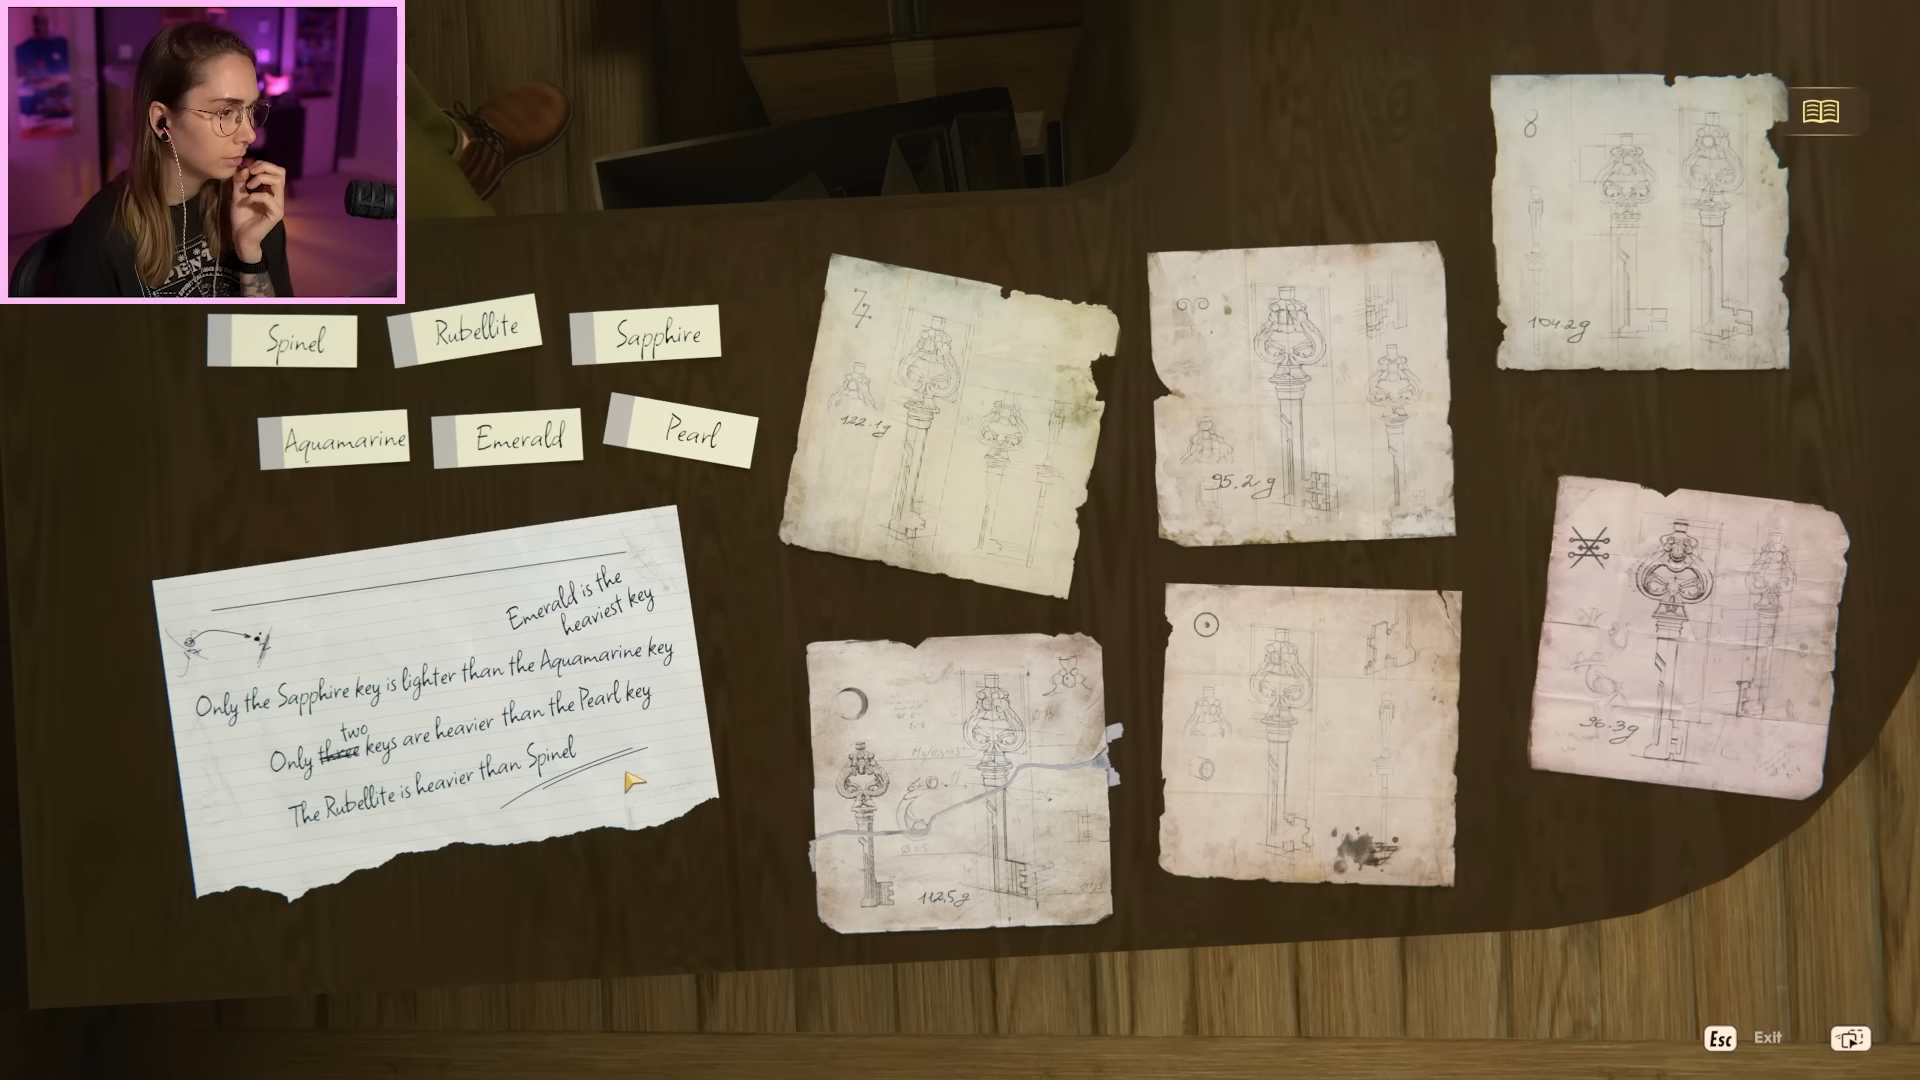 Spinel
Rubellite
Sapphire
Aquamarine
Emerald
Pearl
Emerald is the
heaviest key
Only the Sapphire key is lighter than the Aquamarine key
two
Only three keys are heavier than the Pearl key
The Rubellite is heavier than Spinel
122.1g
95.2g
8
104.2g
112.5g
96.3g
Esc Exit